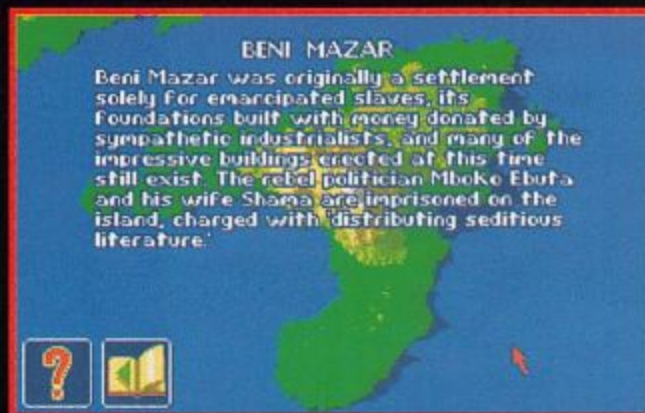 BENI MAZAR
Beni Mazar was originally a settlement
solely for emancipated slaves, its
foundations built with money donated by
sympathetic industrialists, and many of the
impressive buildings erected at this time
still exist. The rebel politician Mboko Ebuta
and his wife Shama are imprisoned on the
island, charged with 'distributing seditious
literature.'
?